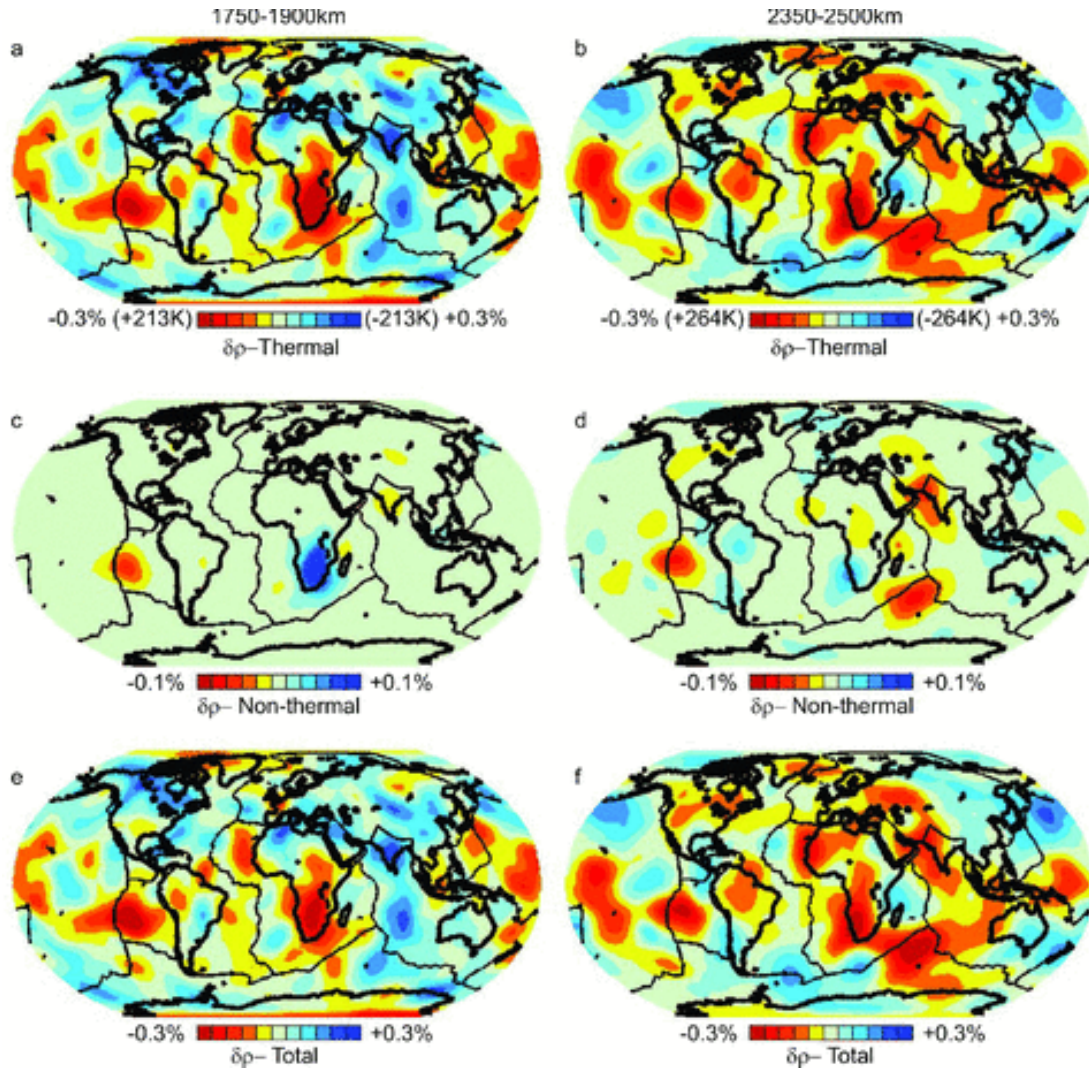 1750-1900km
2350-2500km
a
b
-0.3% (+213K) (-213K) +0.3%
δρ–Thermal
-0.3% (+264K) (-264K) +0.3%
δρ–Thermal
c
d
-0.1% +0.1%
δρ– Non-thermal
-0.1% +0.1%
δρ– Non-thermal
e
f
-0.3% +0.3%
δρ– Total
-0.3% +0.3%
δρ– Total